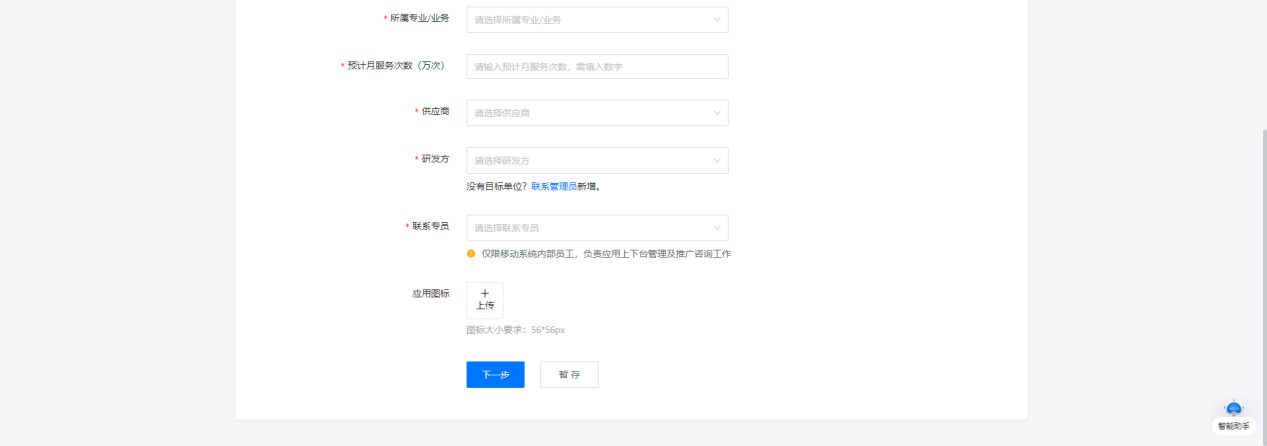 * 所属专业/业务 请选择所属专业/业务
* 预计月服务次数（万次） 请输入预计月服务次数，需填入数字
* 供应商 请选择供应商
* 研发方 请选择研发方
没有目标单位？联系管理员新增。
* 联系专员 请选择联系专员
仅限移动系统内部员工，负责应用上下台管理及推广咨询工作
应用图标 + 上传
图标大小要求：56*56px
下一步 暂存
智能助手